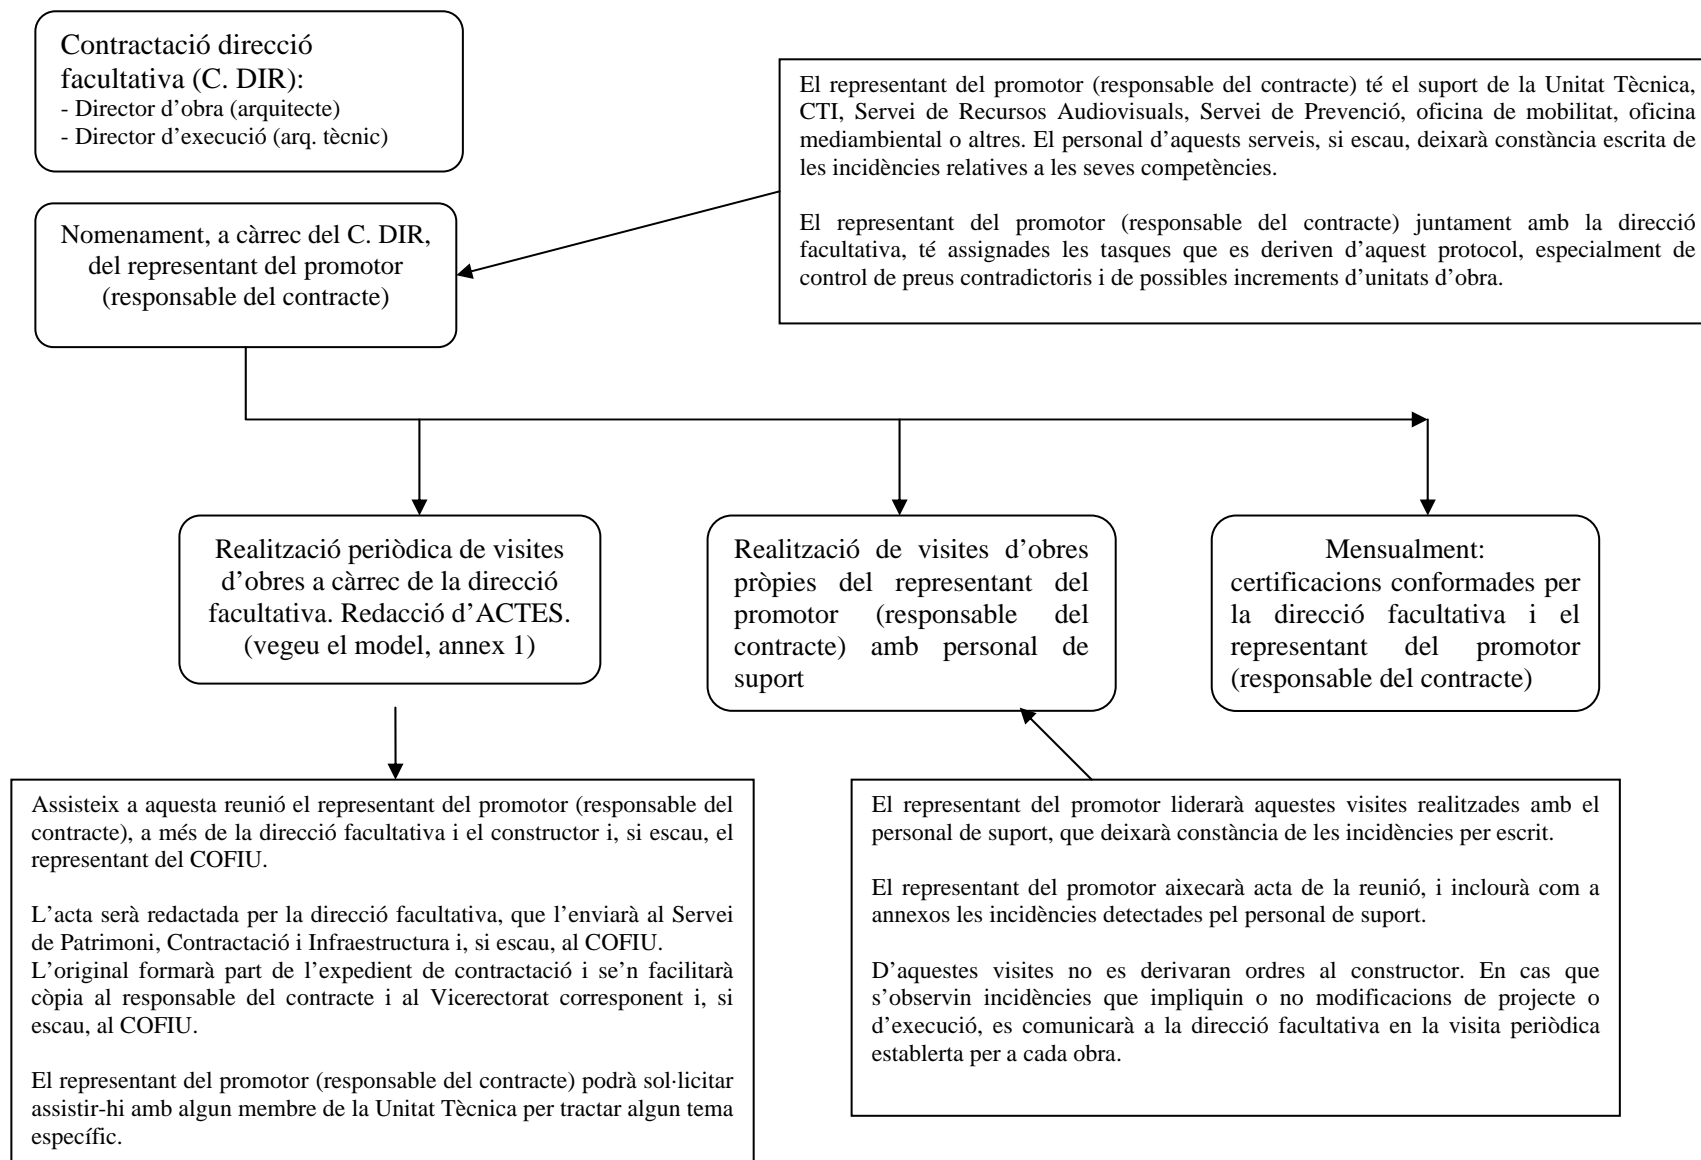 Contractació direcció
facultativa (C. DIR):
- Director d’obra (arquitecte)
- Director d’execució (arq. tècnic)
El representant del promotor (responsable del contracte) té el suport de la Unitat Tècnica,
CTI, Servei de Recursos Audiovisuals, Servei de Prevenció, oficina de mobilitat, oficina
mediambiental o altres. El personal d’aquests serveis, si escau, deixarà constància escrita de
les incidències relatives a les seves competències.
El representant del promotor (responsable del contracte) juntament amb la direcció
facultativa, té assignades les tasques que es deriven d’aquest protocol, especialment de
control de preus contradictoris i de possibles increments d’unitats d’obra.
Nomenament, a càrrec del C. DIR,
del representant del promotor
(responsable del contracte)
Realització periòdica de visites
d’obres a càrrec de la direcció
facultativa. Redacció d’ACTES.
(vegeu el model, annex 1)
Realització de visites d’obres
pròpies del representant del
promotor (responsable del
contracte) amb personal de
suport
Mensualment:
certificacions conformades per
la direcció facultativa i el
representant del promotor
(responsable del contracte)
Assisteix a aquesta reunió el representant del promotor (responsable del
contracte), a més de la direcció facultativa i el constructor i, si escau, el
representant del COFIU.
L’acta serà redactada per la direcció facultativa, que l’enviarà al Servei
de Patrimoni, Contractació i Infraestructura i, si escau, al COFIU.
L’original formarà part de l’expedient de contractació i se’n facilitarà
còpia al responsable del contracte i al Vicerectorat corresponent i, si
escau, al COFIU.
El representant del promotor (responsable del contracte) podrà sol·licitar
assistir-hi amb algun membre de la Unitat Tècnica per tractar algun tema
específic.
El representant del promotor liderarà aquestes visites realitzades amb el
personal de suport, que deixarà constància de les incidències per escrit.
El representant del promotor aixecarà acta de la reunió, i inclourà com a
annexos les incidències detectades pel personal de suport.
D’aquestes visites no es derivaran ordres al constructor. En cas que
s’observin incidències que impliquin o no modificacions de projecte o
d’execució, es comunicarà a la direcció facultativa en la visita periòdica
establerta per a cada obra.